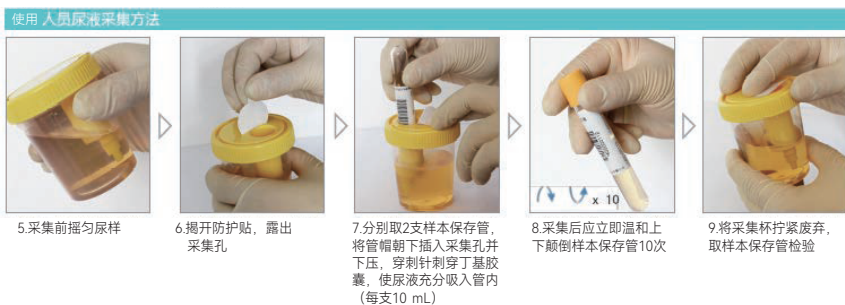 使用人员尿液采集方法
5.采集前摇匀尿样
6.揭开防护贴，露出
采集孔
7.分别取2支样本保存管，
将管帽朝下插入采集孔并
下压，穿刺针刺穿丁基胶
囊，使尿液充分吸入管内
（每支10 mL）
8.采集后应立即温和上
下颠倒样本保存管10次
x 10
9.将采集杯拧紧废弃，
取样本保存管检验